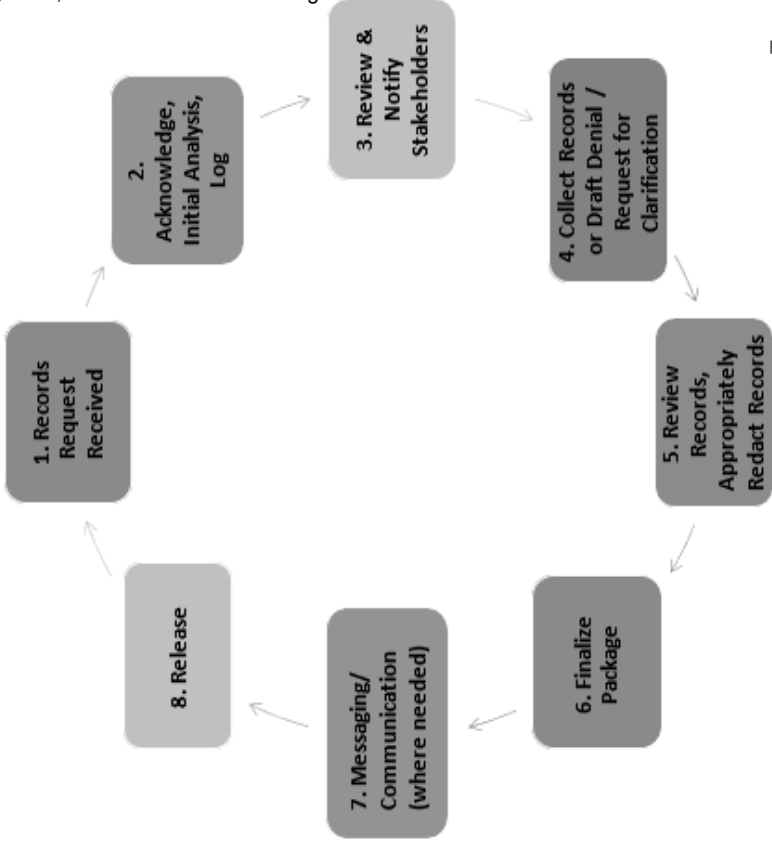 1. Records
Request
Received
2.
Acknowledge,
Initial Analysis,
Log
3. Review &
Notify
Stakeholders
4. Collect Records
or Draft Denial /
Request for
Clarification
5. Review
Records,
Appropriately
Redact Records
6. Finalize
Package
7. Messaging/
Communication
(where needed)
8. Release